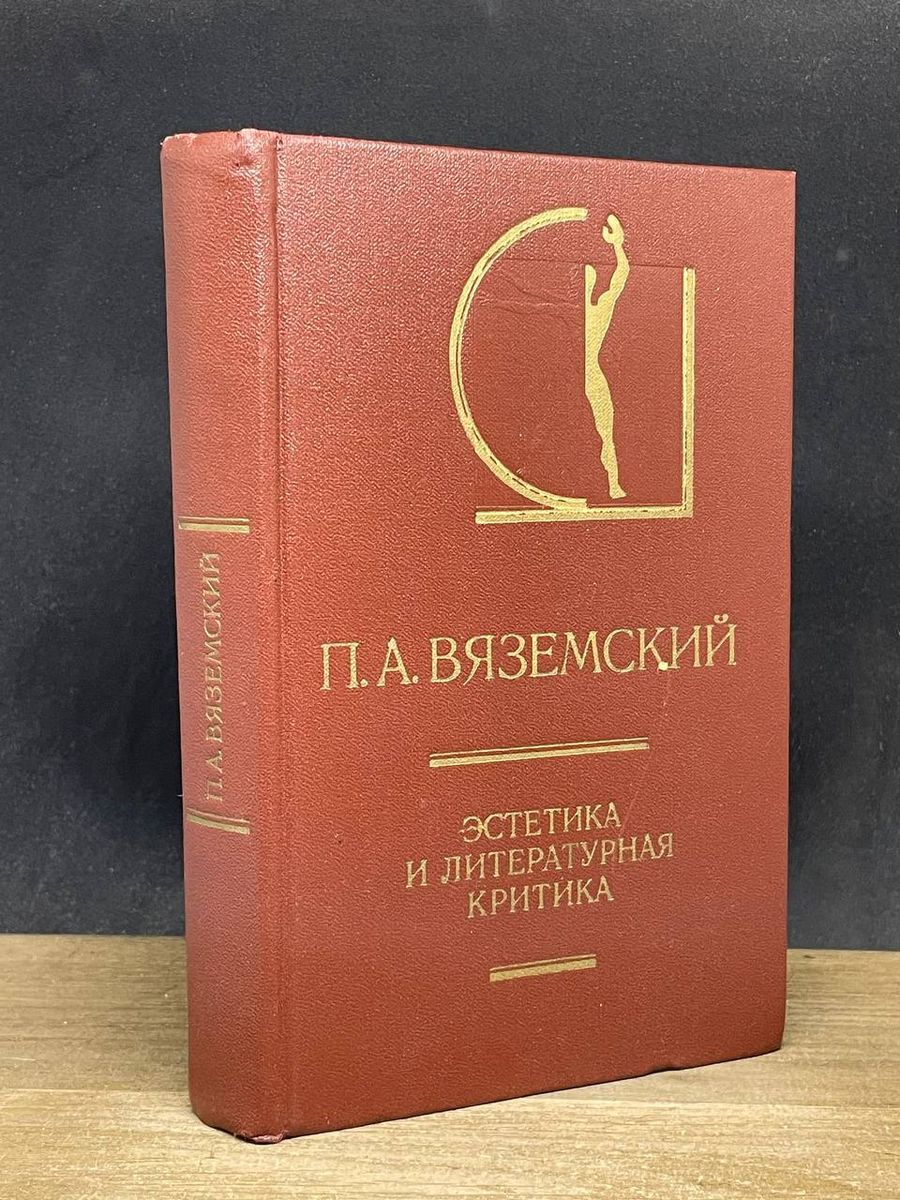 П. А. ВЯЗЕМСКИЙ
П. А. ВЯЗЕМСКИЙ
ЭСТЕТИКА
И ЛИТЕРАТУРНАЯ
КРИТИКА